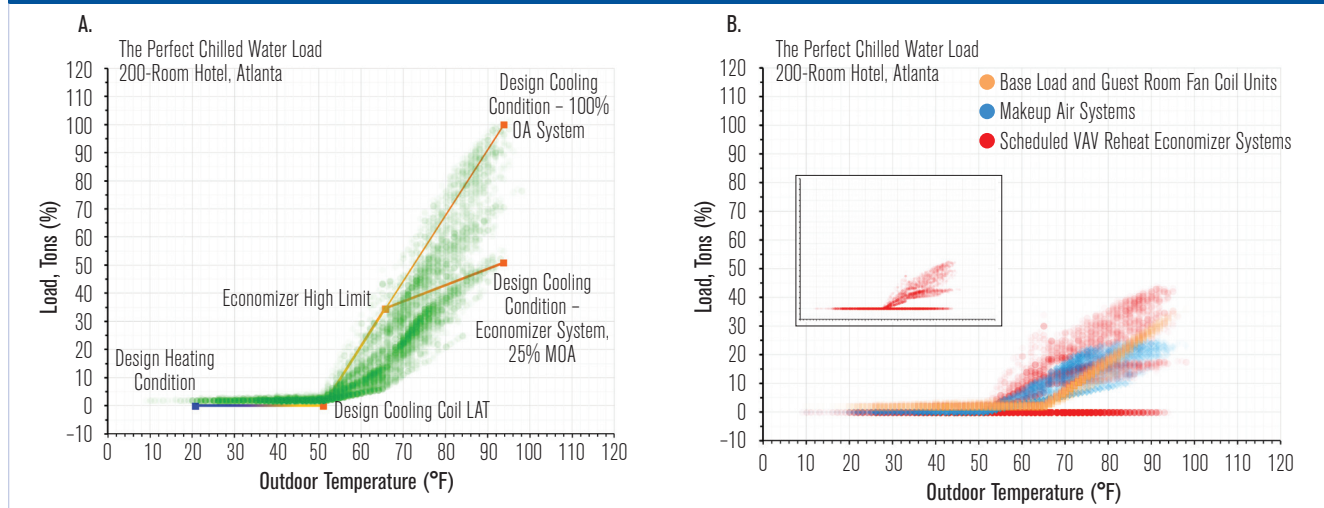 A.
The Perfect Chilled Water Load
200-Room Hotel, Atlanta
120
110
100
90
80
70
60
50
40
30
20
10
0
–10
Load, Tons (%)
Design Cooling
Condition – 100%
OA System
Economizer High Limit
Design Cooling
Condition –
Economizer System,
25% MOA
Design Heating
Condition
Design Cooling Coil LAT
0 10 20 30 40 50 60 70 80 90 100 110 120
Outdoor Temperature (°F)
B.
The Perfect Chilled Water Load
200-Room Hotel, Atlanta
120
110
100
90
80
70
60
50
40
30
20
10
0
–10
Load, Tons (%)
Base Load and Guest Room Fan Coil Units
Makeup Air Systems
Scheduled VAV Reheat Economizer Systems
0 10 20 30 40 50 60 70 80 90 100 110 120
Outdoor Temperature (°F)